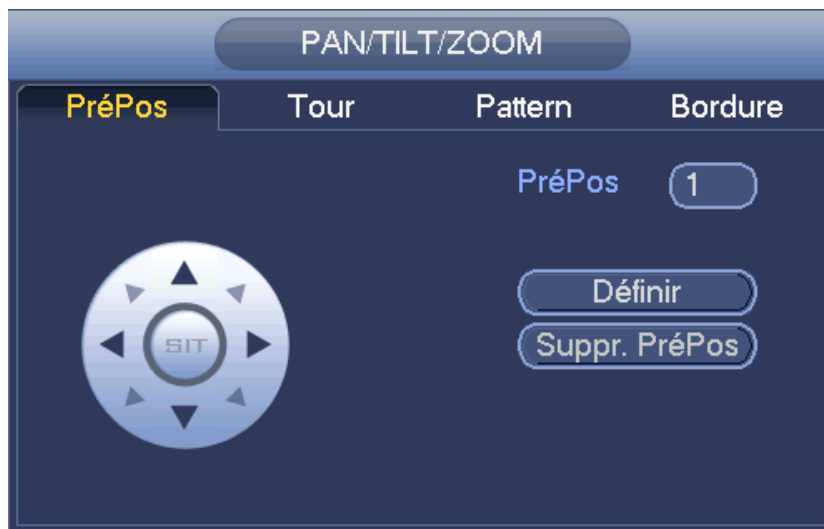 PAN/TILT/ZOOM
PréPos Tour Pattern Bordure
PréPos 1
Définir
SIT
Suppr. PréPos